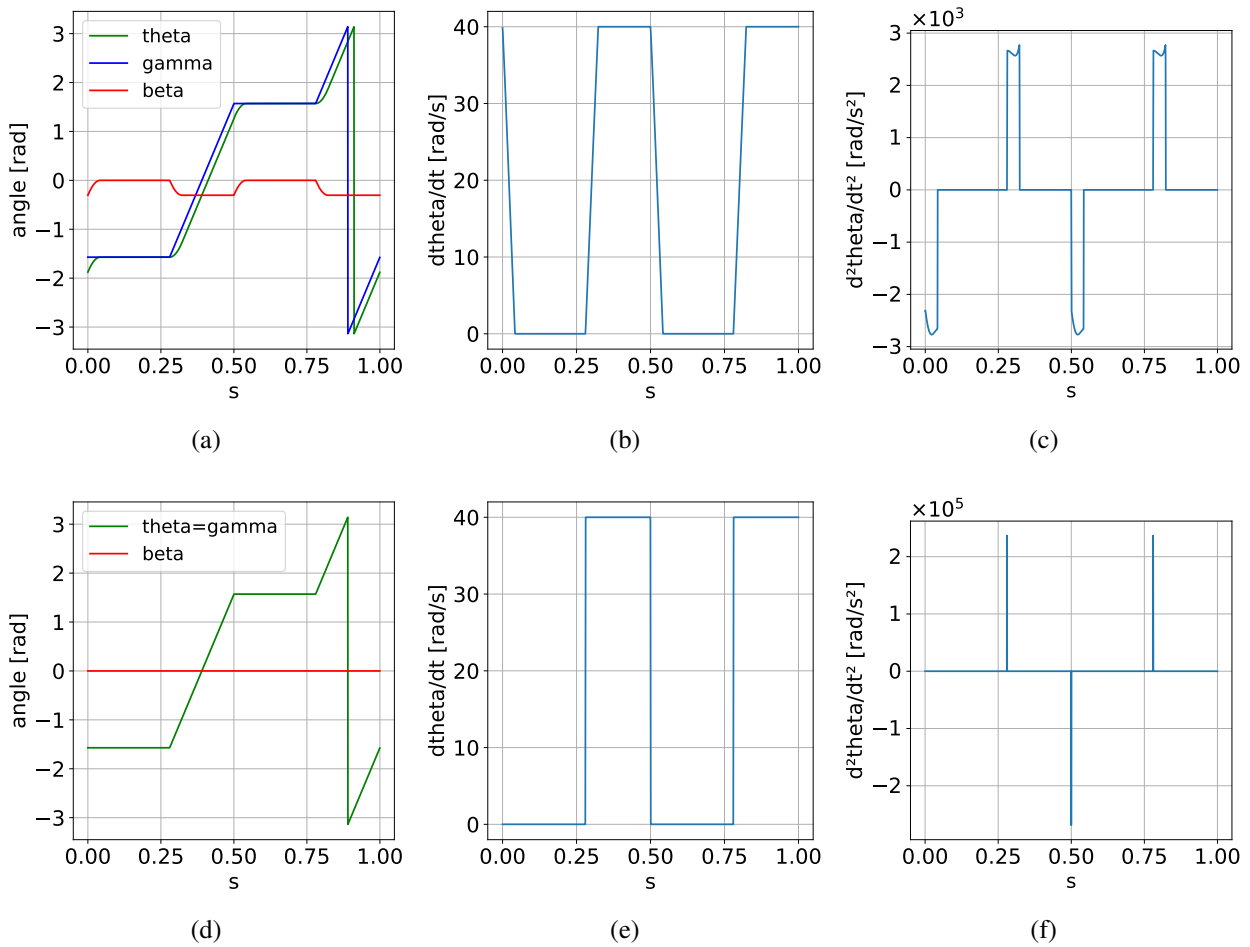 theta
gamma
beta
3
2
1
0
−1
−2
−3
angle [rad]
0.00 0.25 0.50 0.75 1.00
s
(a)
40
30
20
10
0
dtheta/dt [rad/s]
0.00 0.25 0.50 0.75 1.00
s
(b)
×10³
3
2
1
0
−1
−2
−3
d²theta/dt² [rad/s²]
0.00 0.25 0.50 0.75 1.00
s
(c)
theta=gamma
beta
3
2
1
0
−1
−2
−3
angle [rad]
0.00 0.25 0.50 0.75 1.00
s
(d)
40
30
20
10
0
dtheta/dt [rad/s]
0.00 0.25 0.50 0.75 1.00
s
(e)
×10⁵
2
1
0
−1
−2
d²theta/dt² [rad/s²]
0.00 0.25 0.50 0.75 1.00
s
(f)